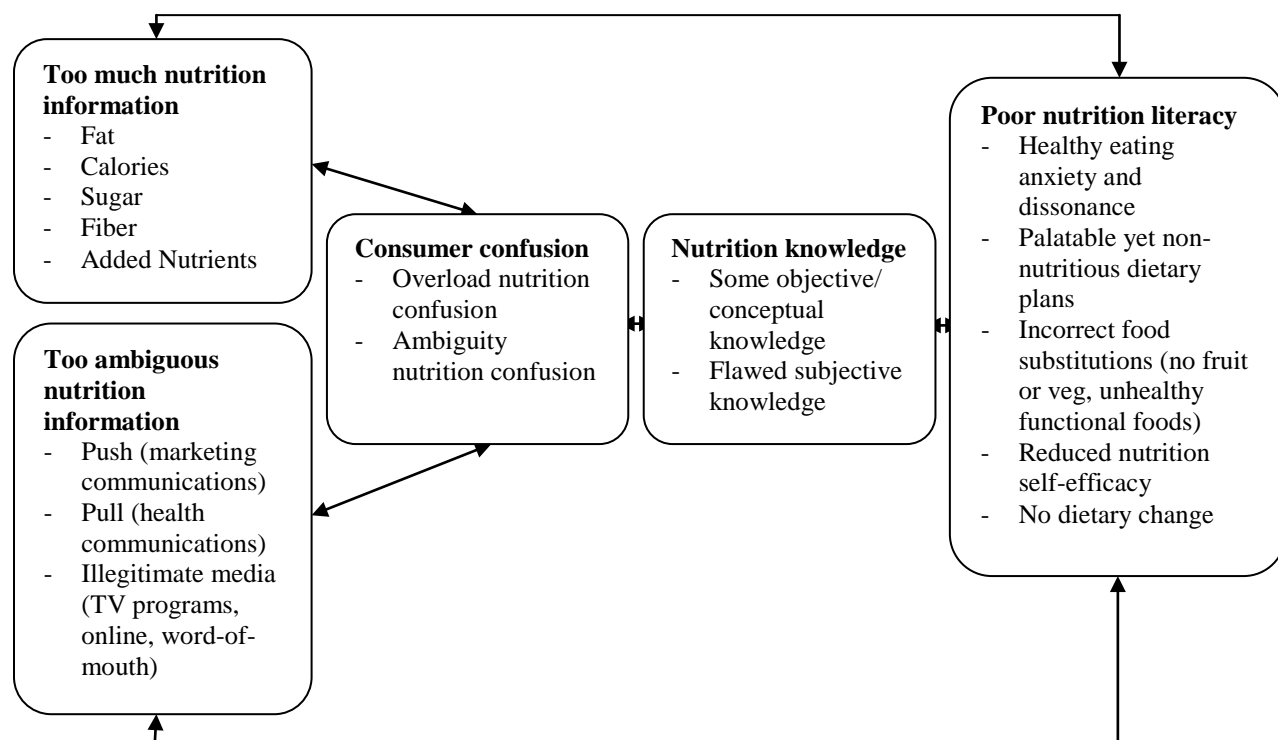 Too much nutrition
information
- Fat
- Calories
- Sugar
- Fiber
- Added Nutrients
Too ambiguous
nutrition
information
- Push (marketing
communications)
- Pull (health
communications)
- Illegitimate media
(TV programs,
online, word-of-
mouth)
Consumer confusion
- Overload nutrition
confusion
- Ambiguity
nutrition confusion
Nutrition knowledge
- Some objective/
conceptual
knowledge
- Flawed subjective
knowledge
Poor nutrition literacy
- Healthy eating
anxiety and
dissonance
- Palatable yet non-
nutritious dietary
plans
- Incorrect food
substitutions (no fruit
or veg, unhealthy
functional foods)
- Reduced nutrition
self-efficacy
- No dietary change